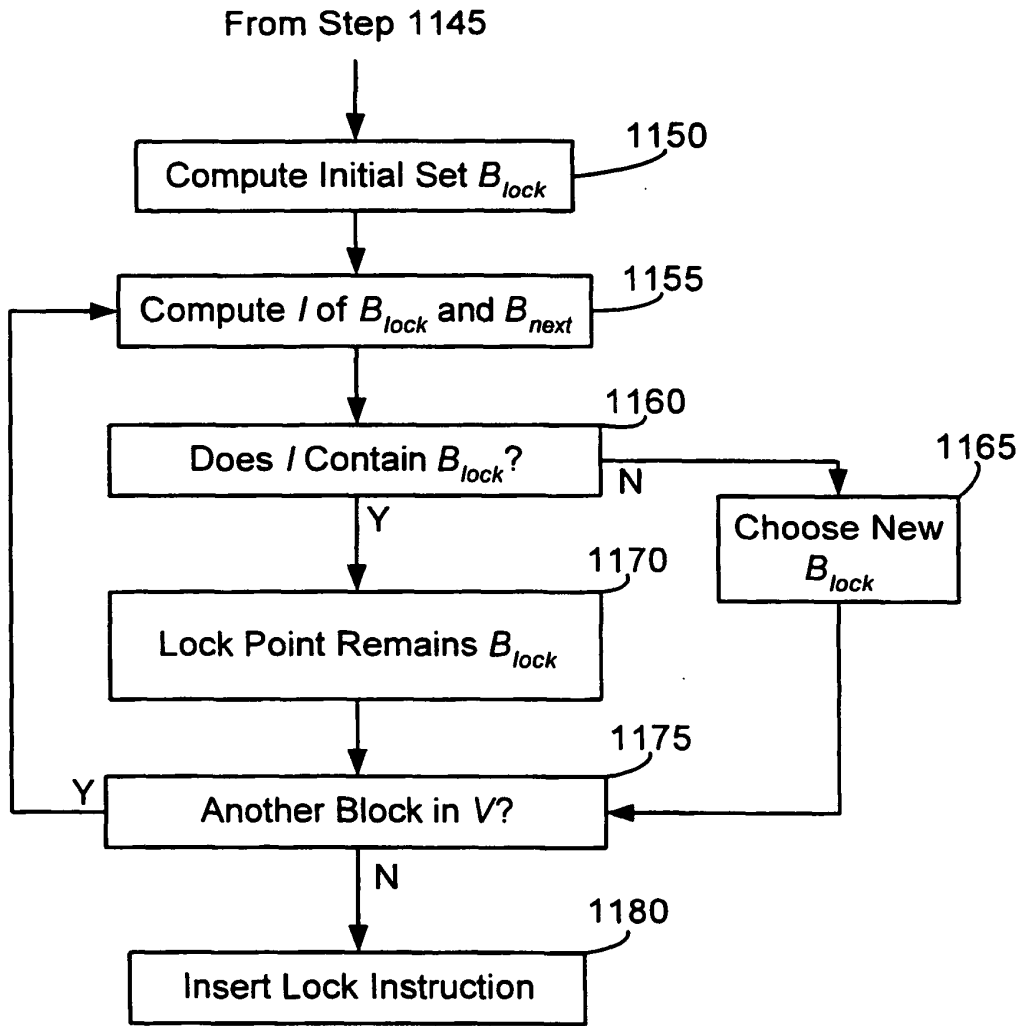 From Step 1145
1150
Compute Initial Set B_lock
1155
Compute I of B_lock and B_next
1160
Does I Contain B_lock?
N
1165
Choose New
B_lock
Y
1170
Lock Point Remains B_lock
1175
Y
Another Block in V?
N
1180
Insert Lock Instruction